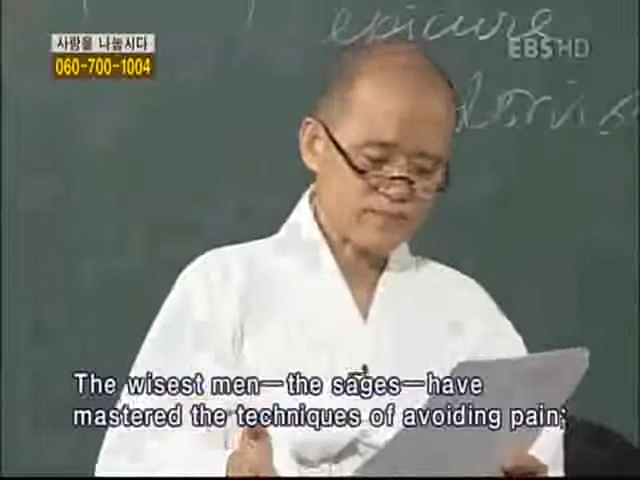 사랑을 나눕시다
060-700-1004
epicure
EBS HD
The wisest men—the sages—have
mastered the techniques of avoiding pain;